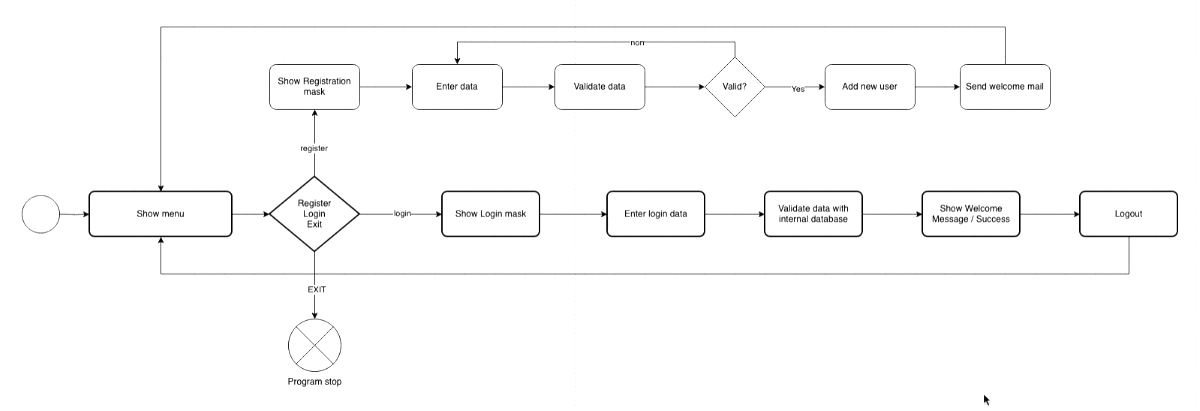 non
Show Registration
mask
Enter data
Validate data
Valid?
Yes
Add new user
Send welcome mail
register
Show menu
Register
Login
Exit
login
Show Login mask
Enter login data
Validate data with
internal database
Show Welcome
Message / Success
Logout
EXIT
Program stop